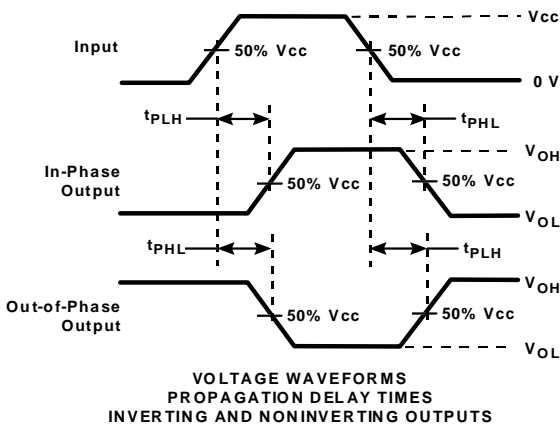 Vcc
Input
50% Vcc
50% Vcc
0 V
tPLH
tPHL
In-Phase
Output
50% Vcc
50% Vcc
VOH
VOL
tPHL
tPLH
Out-of-Phase
Output
50% Vcc
50% Vcc
VOH
VOL
VOLTAGE WAVEFORMS
PROPAGATION DELAY TIMES
INVERTING AND NONINVERTING OUTPUTS